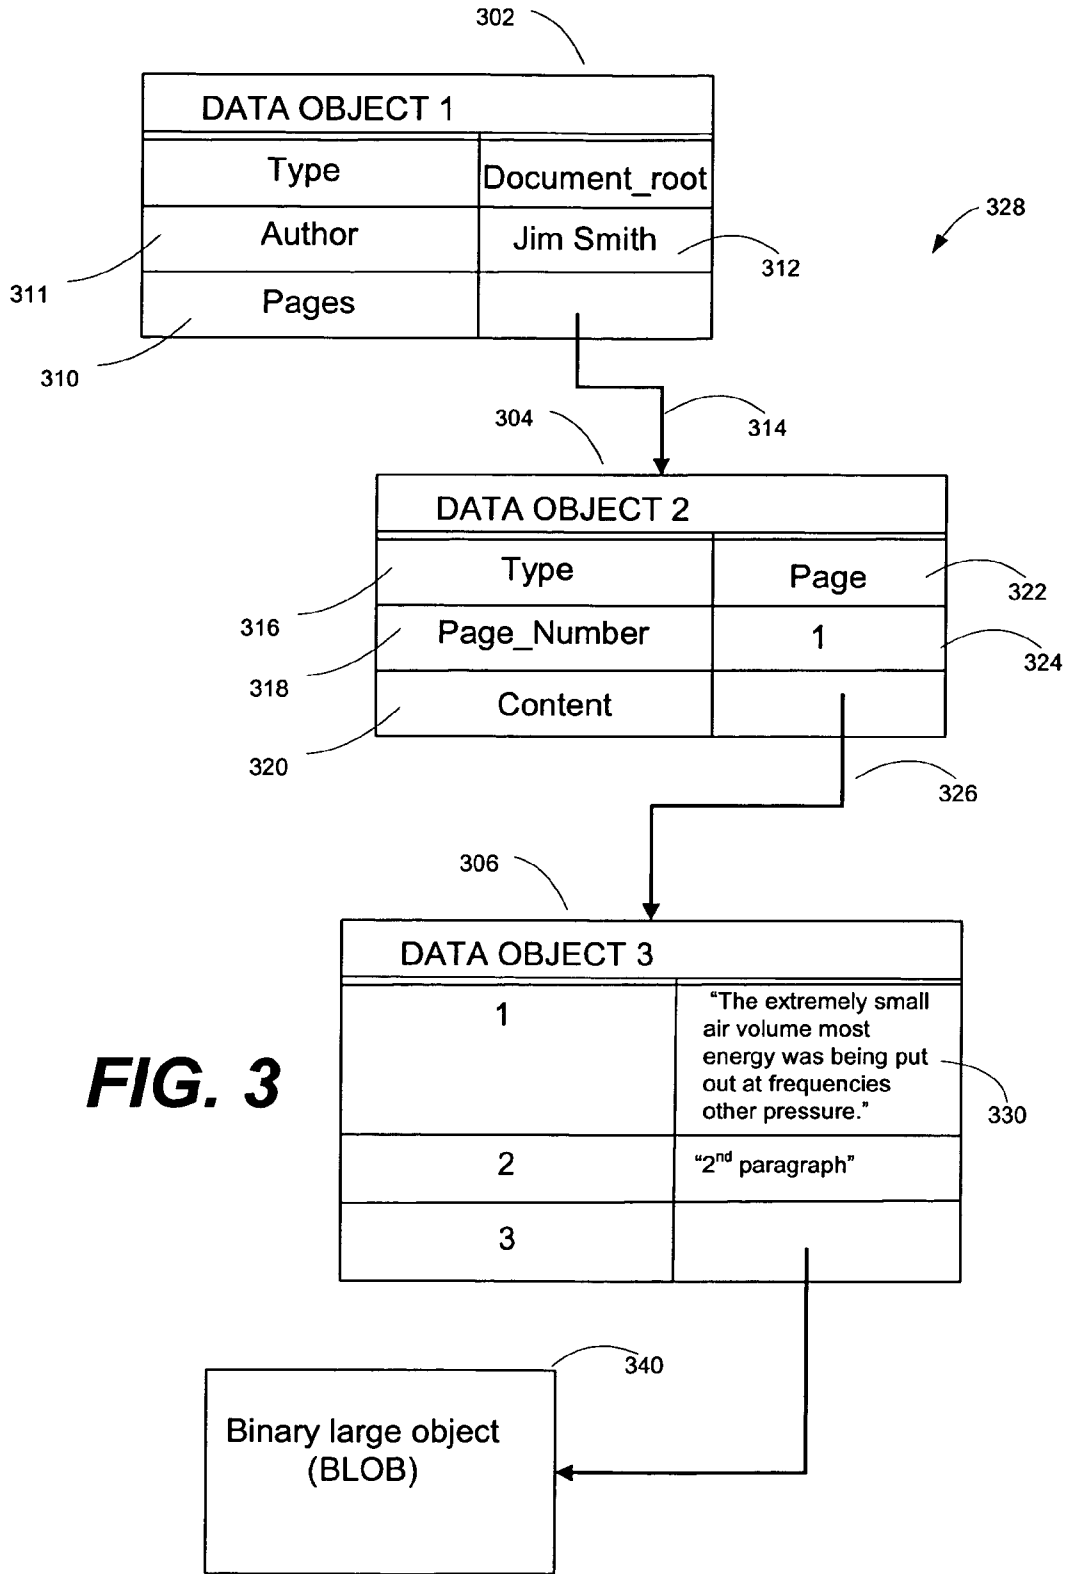 302
DATA OBJECT 1
Type
Document_root
328
Author
Jim Smith
312
311
Pages
310
304
314
DATA OBJECT 2
Type
Page
322
316
Page_Number
1
324
318
Content
320
326
306
DATA OBJECT 3
1
“The extremely small
air volume most
energy was being put
out at frequencies
other pressure.”
330
FIG. 3
2
“2nd paragraph”
3
340
Binary large object
(BLOB)